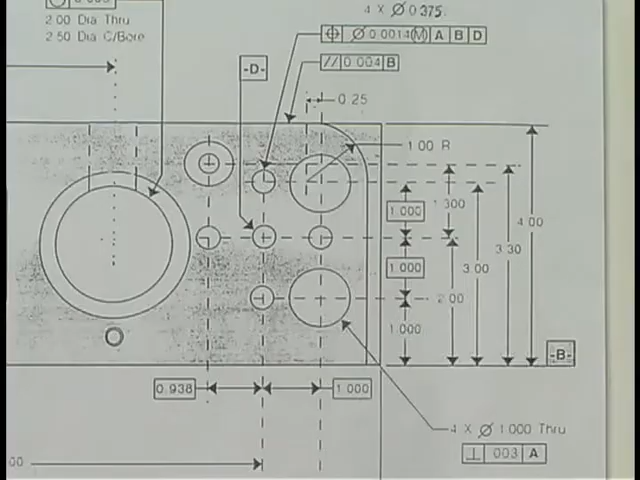 4 X Ø 0.375
2.00 Dia Thru
2 50 Dia C/Bore
⌖ Ø 0.0014 Ⓜ A B D
// 0 004 B
-D-
0.25
1.00 R
1.000
1.300
4.00
3.30
1.000
3.00
2.00
1.000
-B-
0.938
1.000
4 X Ø 1.000 Thru
⊥ .003 A
00